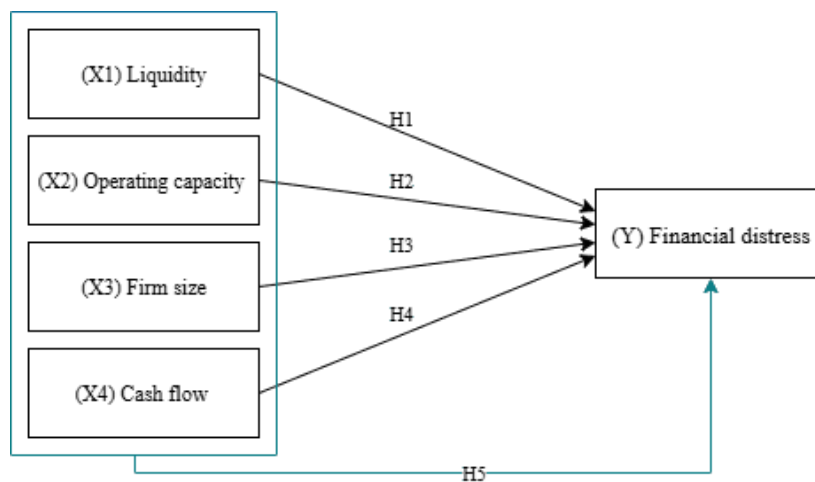 (X1) Liquidity
H1
(X2) Operating capacity
H2
(Y) Financial distress
H3
(X3) Firm size
H4
(X4) Cash flow
H5